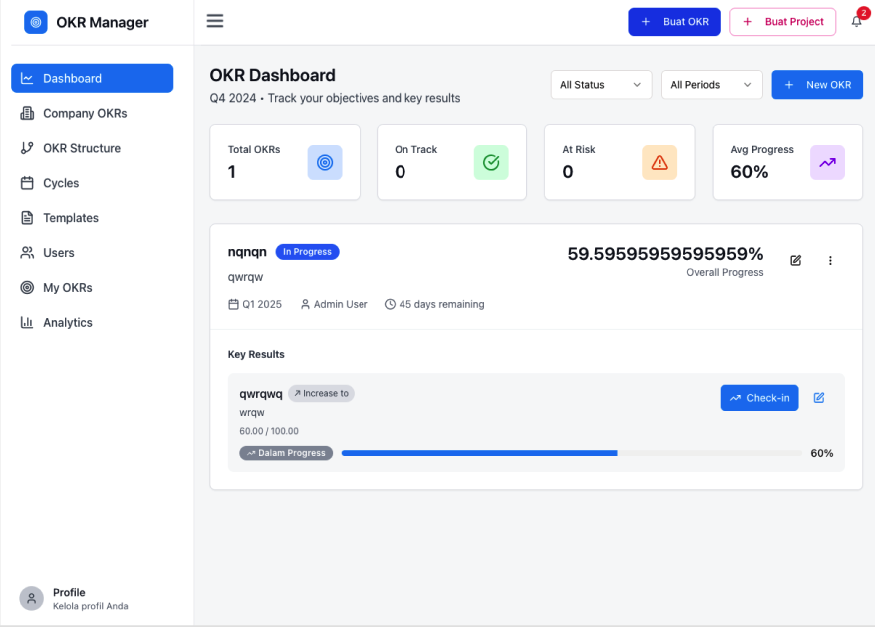 OKR Manager
Buat OKR
Buat Project
2
Dashboard
Company OKRs
OKR Structure
Cycles
Templates
Users
My OKRs
Analytics
Profile
Kelola profil Anda
OKR Dashboard
Q4 2024 • Track your objectives and key results
All Status
All Periods
New OKR
Total OKRs
1
On Track
0
At Risk
0
Avg Progress
60%
nqnqn In Progress
qwrqw
Q1 2025 Admin User 45 days remaining
59.59595959595959%
Overall Progress
Key Results
qwrqwq Increase to
wrqw
60.00 / 100.00
Dalam Progress
60%
Check-in